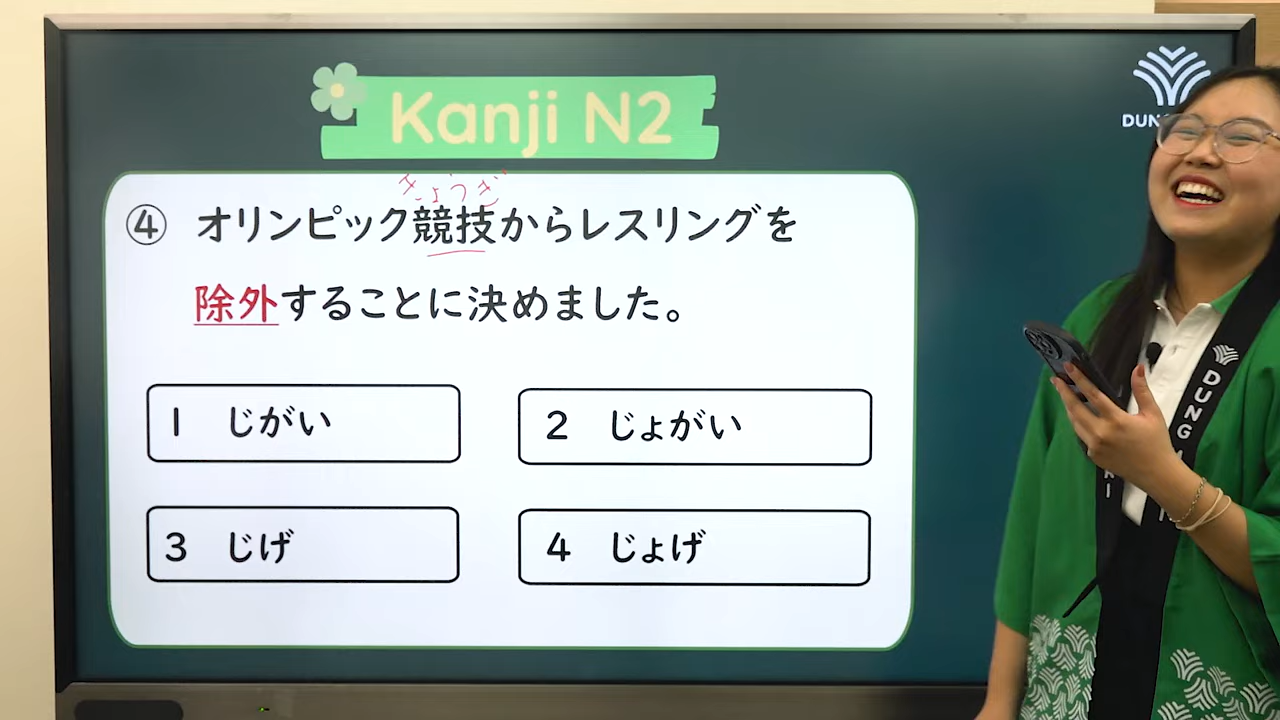 Kanji N2
きょうぎ
④ オリンピック競技からレスリングを
除外することに決めました。
1 じがい
2 じょがい
3 じげ
4 じょげ
DUNG